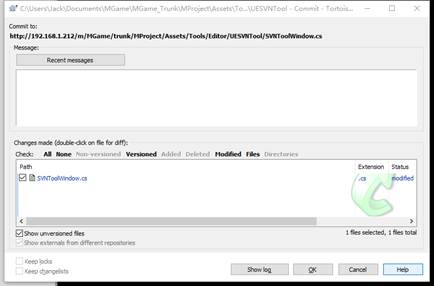 C:\Users\Jack\Documents\MGame\MGame_Trunk\MProject\Assets\To...\UESVNTool - Commit - Tortois...
Commit to:
http://192.168.1.212/m/MGame/trunk/MProject/Assets/Tools/Editor/UESVNTool/SVNToolWindow.cs
Message:
Recent messages
Changes made (double-click on file for diff):
Check: All None Non-versioned Versioned Added Deleted Modified Files Directories
Path Extension Status
SVNToolWindow.cs .cs modified
Show unversioned files 1 files selected, 1 files total
Show externals from different repositories
Keep locks
Keep changelists
Show log OK Cancel Help